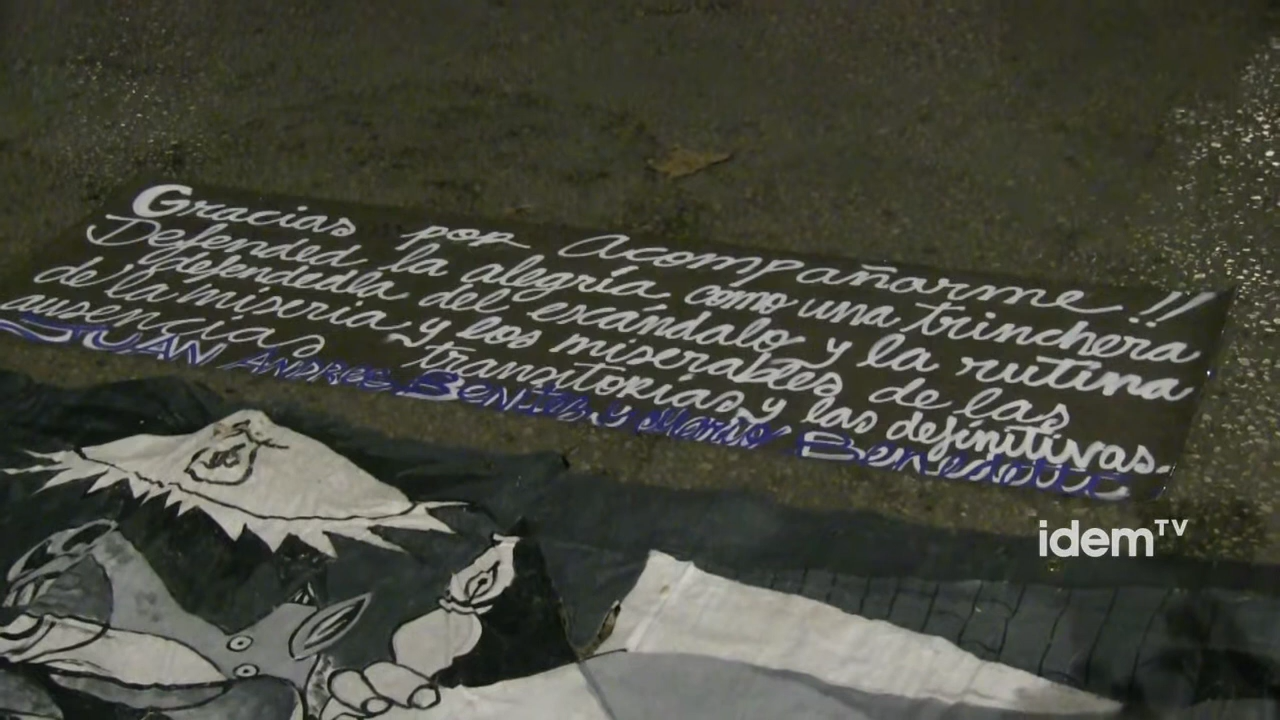 Gracias por acompañarme!!
Defended la alegría como una trinchera
defendedla del escándalo y la rutina
de la miseria y los miserables de las
ausencias transitorias y las definitivas.
JUAN ANDRES Benitez y Mario Benedetti
idemTV